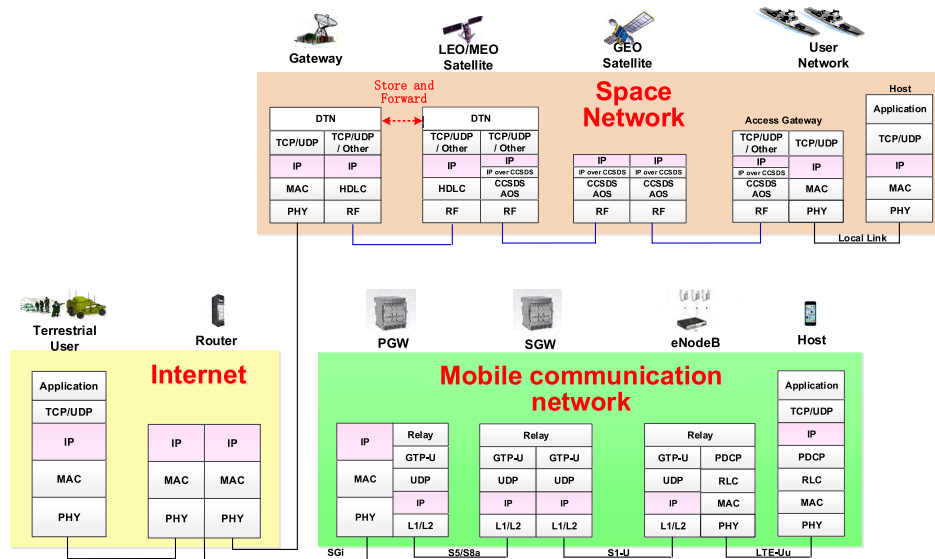 Gateway
LEO/MEO
Satellite
GEO
Satellite
User
Network
Space
Network
Store and
Forward
DTN
TCP/UDP
TCP/UDP
/ Other
IP
IP
MAC
HDLC
PHY
RF
DTN
TCP/UDP
/ Other
TCP/UDP
/ Other
IP
IP
IP over CCSDS
HDLC
CCSDS
AOS
RF
RF
IP
IP
IP over CCSDS
IP over CCSDS
CCSDS
AOS
CCSDS
AOS
RF
RF
Access Gateway
TCP/UDP
/ Other
TCP/UDP
IP
IP over CCSDS
IP
CCSDS
AOS
MAC
RF
PHY
Host
Application
TCP/UDP
IP
MAC
PHY
Local Link
Terrestrial
User
Router
Internet
Application
TCP/UDP
IP
MAC
PHY
IP
IP
MAC
MAC
PHY
PHY
PGW
SGW
eNodeB
Host
Mobile communication
network
IP
MAC
PHY
Relay
GTP-U
UDP
IP
L1/L2
Relay
GTP-U
GTP-U
UDP
UDP
IP
IP
L1/L2
L1/L2
Relay
GTP-U
PDCP
UDP
RLC
IP
MAC
L1/L2
PHY
Application
TCP/UDP
IP
PDCP
RLC
MAC
PHY
SGi
S5/S8a
S1-U
LTE-Uu